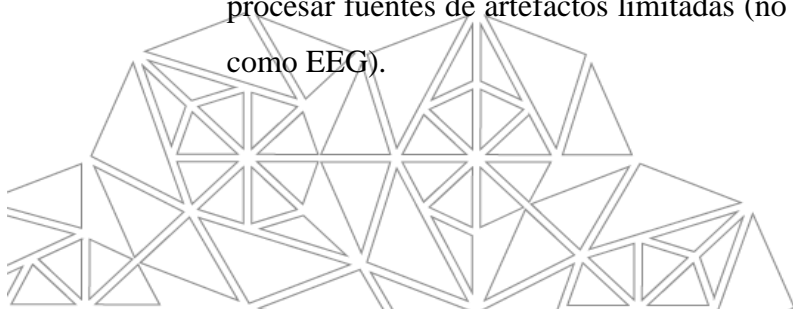 procesar fuentes de artefactos limitadas (no
como EEG).